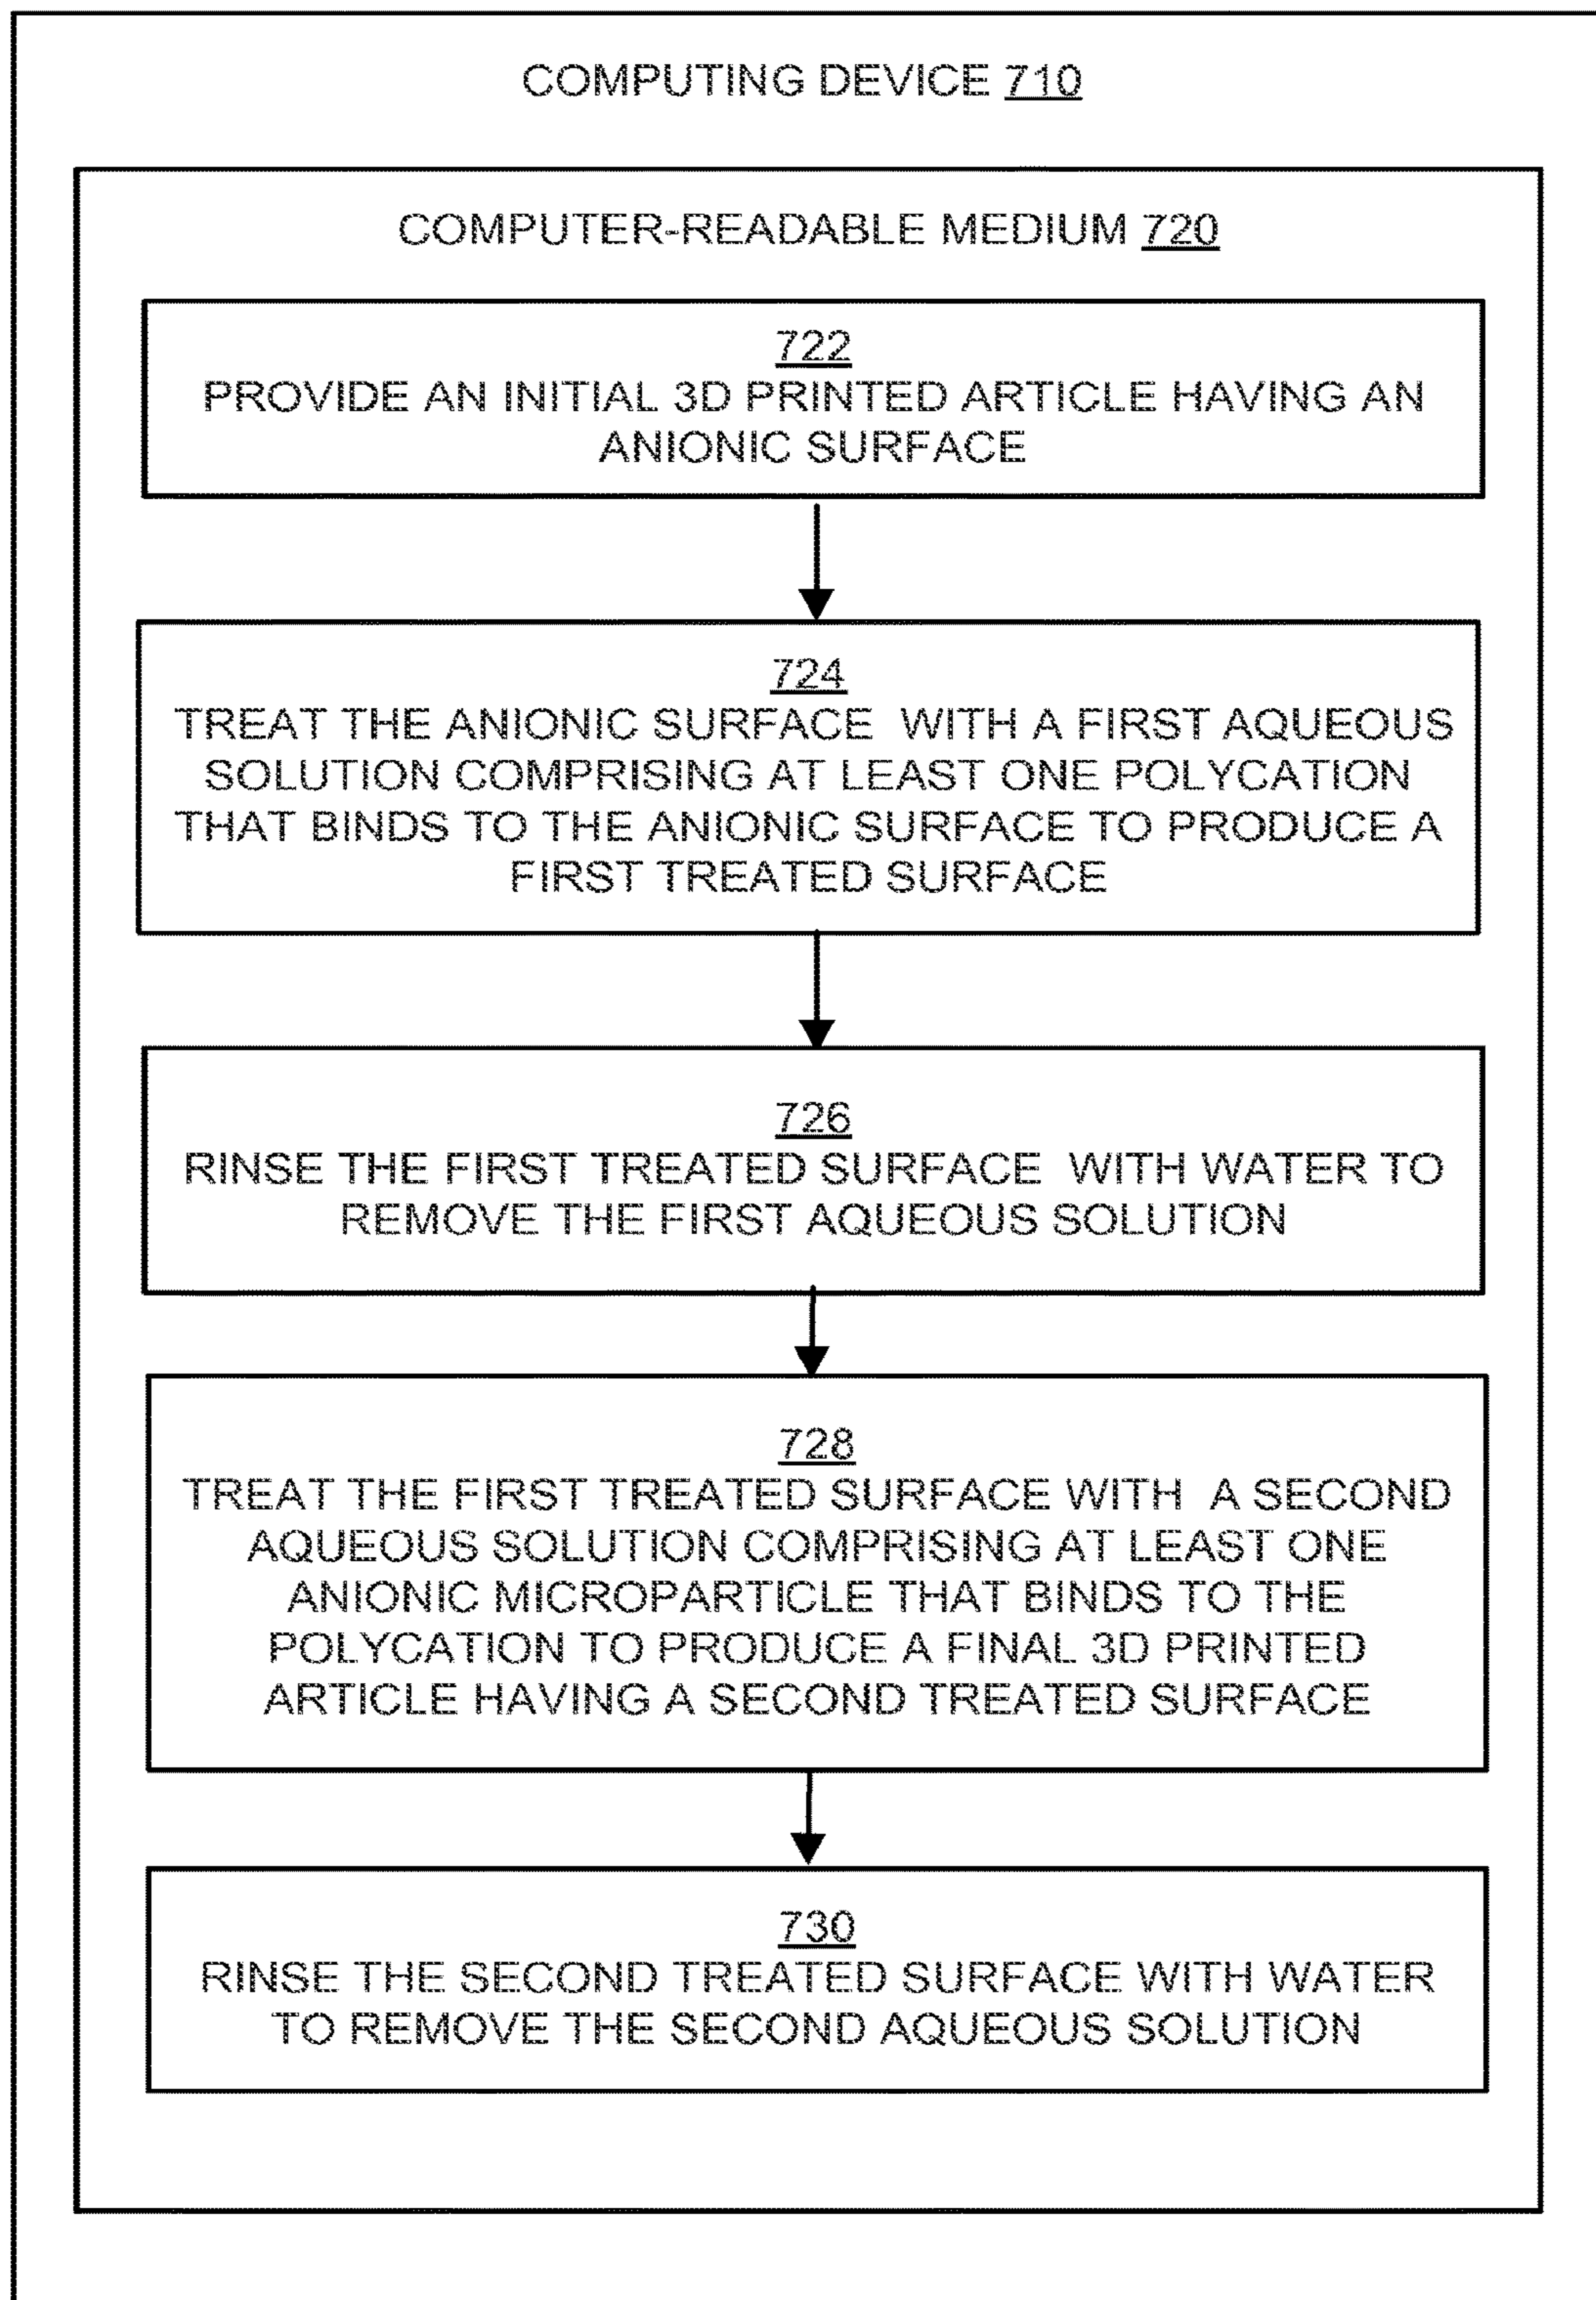 COMPUTING DEVICE 710
COMPUTER-READABLE MEDIUM 720
722
PROVIDE AN INITIAL 3D PRINTED ARTICLE HAVING AN
ANIONIC SURFACE
724
TREAT THE ANIONIC SURFACE WITH A FIRST AQUEOUS
SOLUTION COMPRISING AT LEAST ONE POLYCATION
THAT BINDS TO THE ANIONIC SURFACE TO PRODUCE A
FIRST TREATED SURFACE
726
RINSE THE FIRST TREATED SURFACE WITH WATER TO
REMOVE THE FIRST AQUEOUS SOLUTION
728
TREAT THE FIRST TREATED SURFACE WITH A SECOND
AQUEOUS SOLUTION COMPRISING AT LEAST ONE
ANIONIC MICROPARTICLE THAT BINDS TO THE
POLYCATION TO PRODUCE A FINAL 3D PRINTED
ARTICLE HAVING A SECOND TREATED SURFACE
730
RINSE THE SECOND TREATED SURFACE WITH WATER
TO REMOVE THE SECOND AQUEOUS SOLUTION